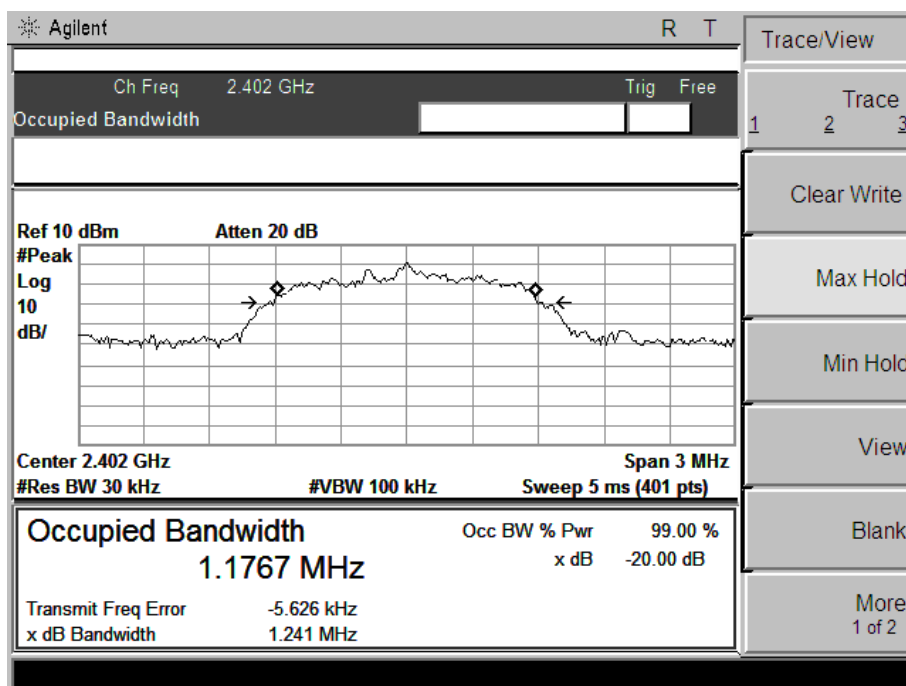 Agilent R T
Ch Freq 2.402 GHz Trig Free
Occupied Bandwidth
Ref 10 dBm Atten 20 dB
#Peak
Log
10
dB/
Center 2.402 GHz Span 3 MHz
#Res BW 30 kHz #VBW 100 kHz Sweep 5 ms (401 pts)
Occupied Bandwidth Occ BW % Pwr 99.00 %
1.1767 MHz x dB -20.00 dB
Transmit Freq Error -5.626 kHz
x dB Bandwidth 1.241 MHz
Trace/View
Trace
1 2 3
Clear Write
Max Hold
Min Hold
View
Blank
More
1 of 2